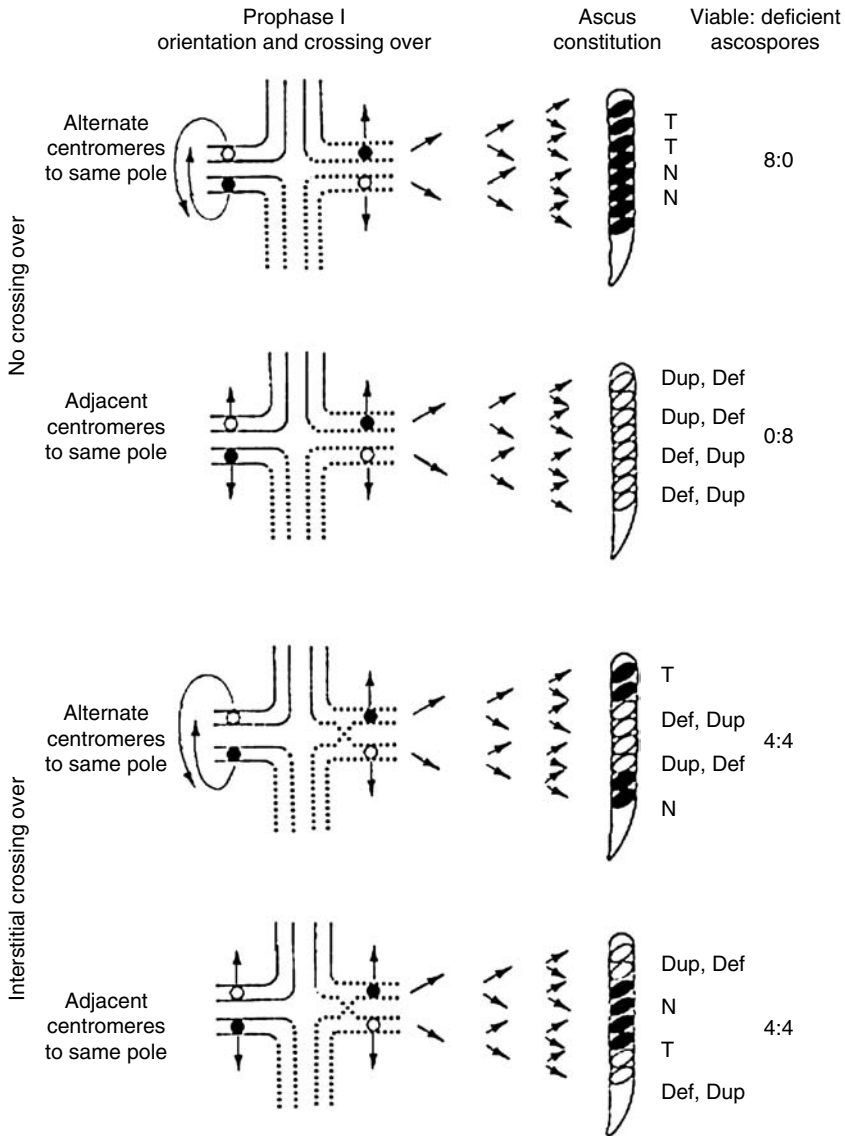 Prophase I
orientation and crossing over
Ascus
constitution
Viable: deficient
ascospores
No crossing over
Alternate
centromeres
to same pole
T
T
N
N
8:0
Adjacent
centromeres
to same pole
Dup, Def
Dup, Def
Def, Dup
Def, Dup
0:8
Interstitial crossing over
Alternate
centromeres
to same pole
T
Def, Dup
Dup, Def
N
4:4
Adjacent
centromeres
to same pole
Dup, Def
N
T
Def, Dup
4:4